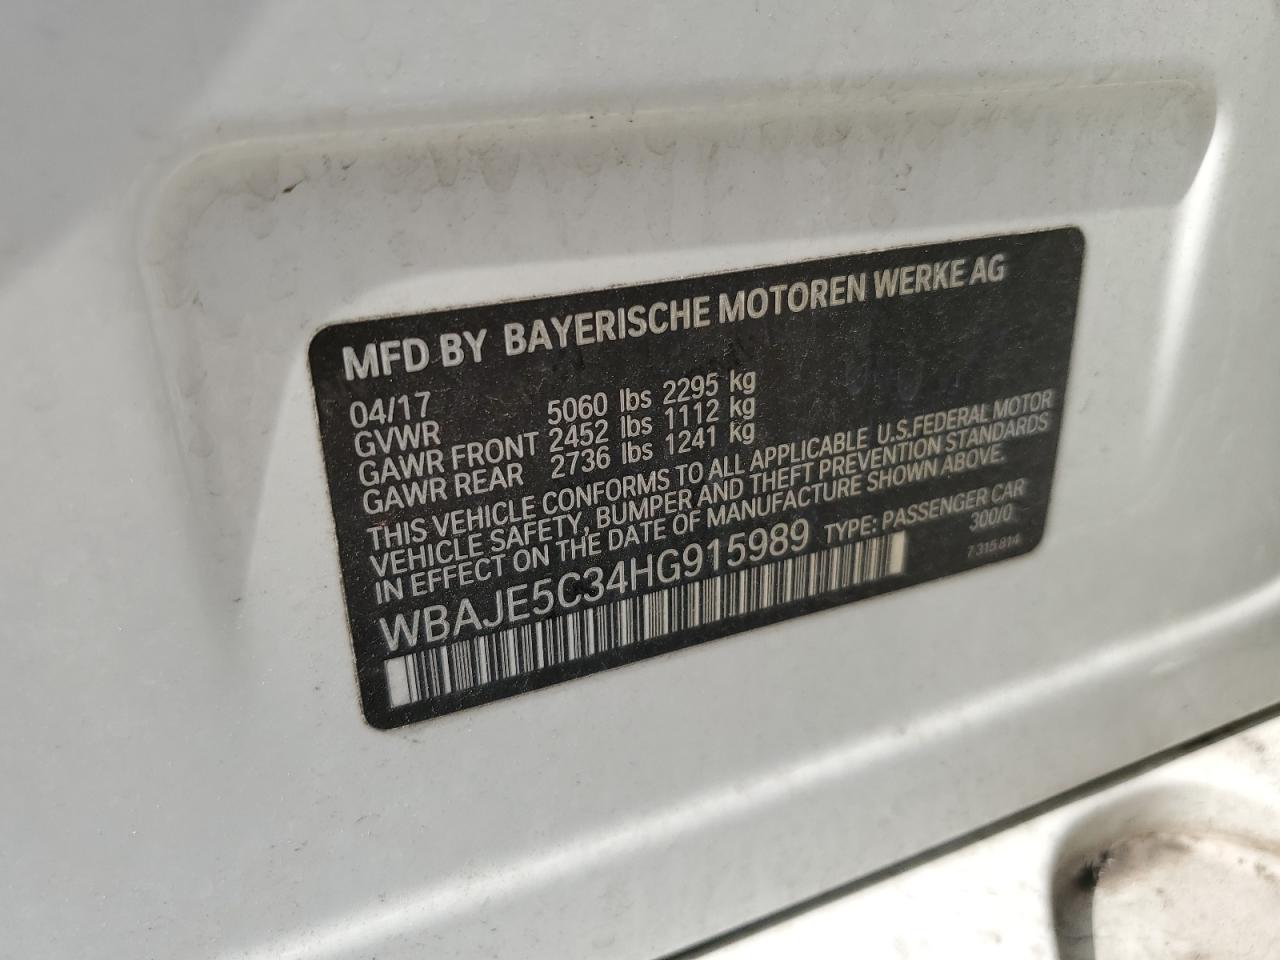 MFD BY BAYERISCHE MOTOREN WERKE AG
04/17
GVWR 5060 lbs 2295 kg
GAWR FRONT 2452 lbs 1112 kg
GAWR REAR 2736 lbs 1241 kg
THIS VEHICLE CONFORMS TO ALL APPLICABLE U.S.FEDERAL MOTOR
VEHICLE SAFETY, BUMPER AND THEFT PREVENTION STANDARDS
IN EFFECT ON THE DATE OF MANUFACTURE SHOWN ABOVE.
WBAJE5C34HG915989 TYPE: PASSENGER CAR
300/0
7 315 814